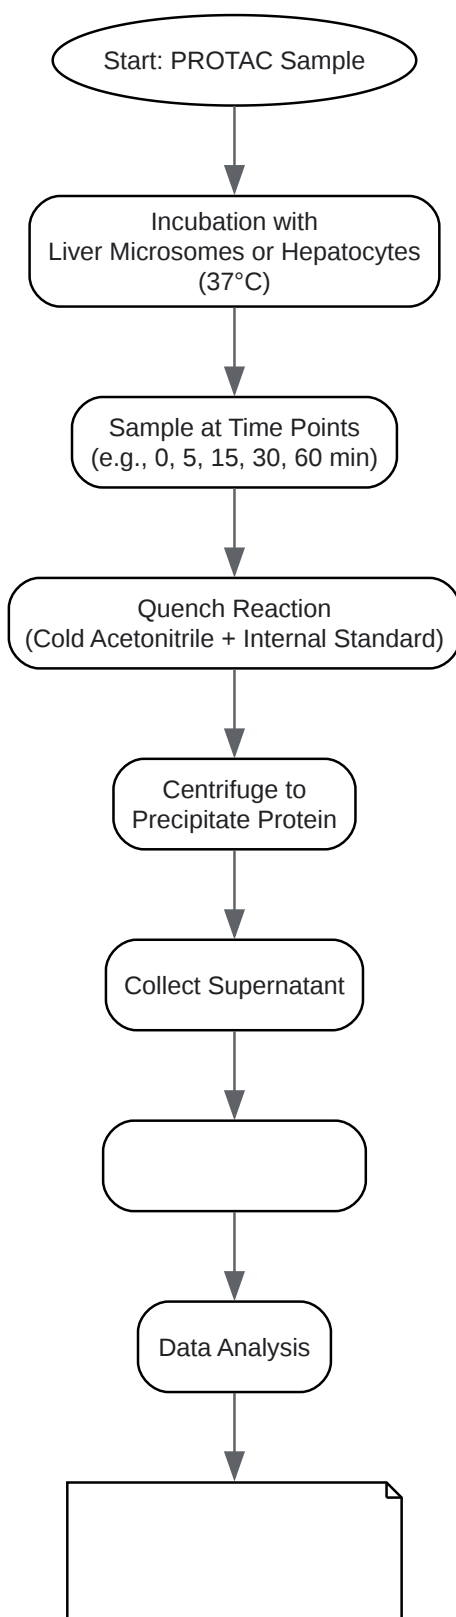 Start: PROTAC Sample
Incubation with
Liver Microsomes or Hepatocytes
(37°C)
Sample at Time Points
(e.g., 0, 5, 15, 30, 60 min)
Quench Reaction
(Cold Acetonitrile + Internal Standard)
Centrifuge to
Precipitate Protein
Collect Supernatant
Data Analysis